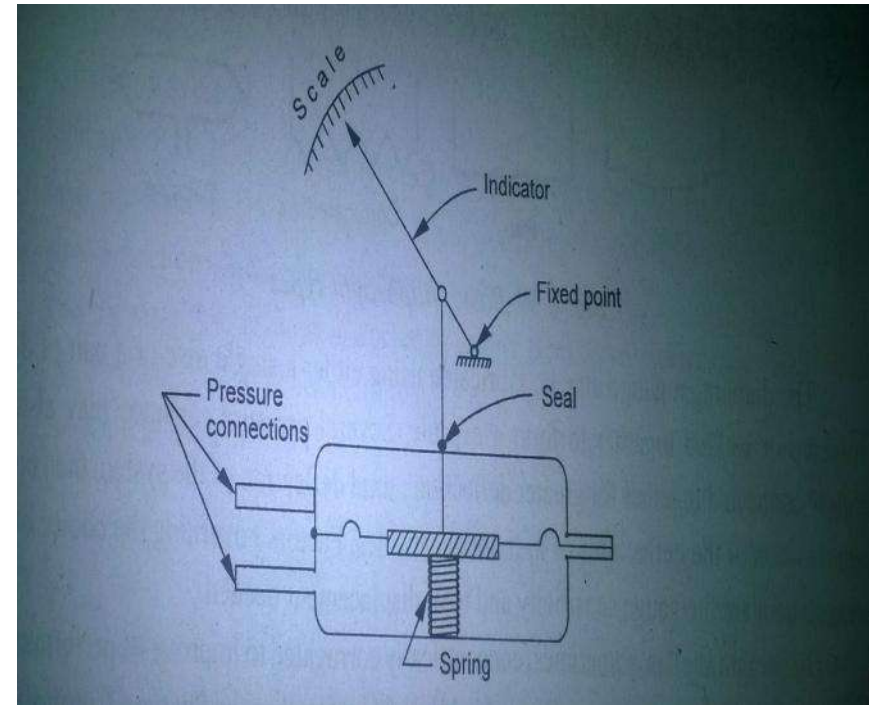 Scale
Indicator
Fixed point
Seal
Pressure
connections
Spring